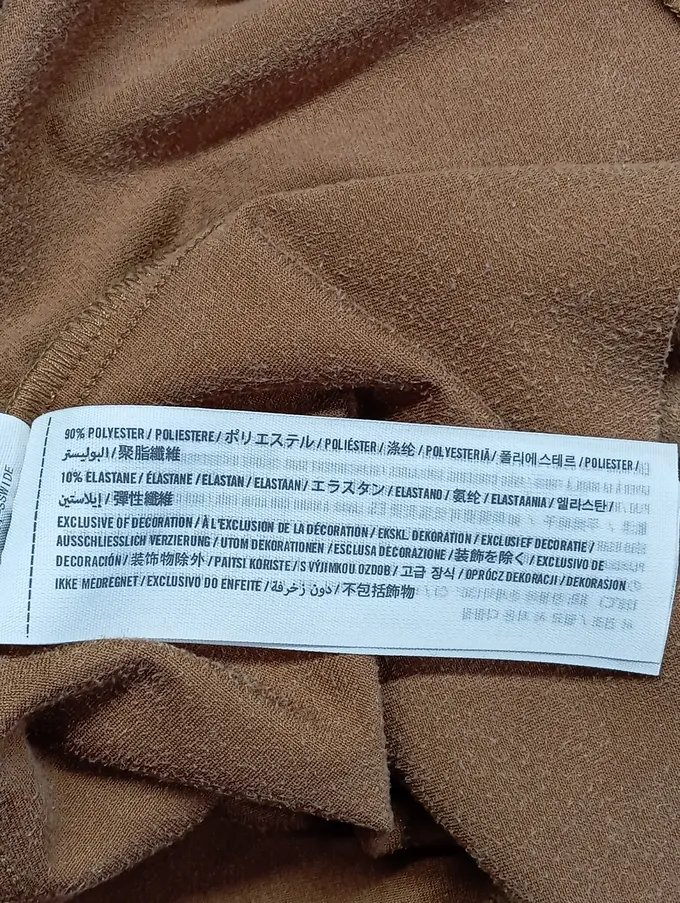 90% POLYESTER / POLIESTERE / ポリエステル / POLIÉSTER / 涤纶 / POLYESTERIÄ / 폴리에스테르 / POLIESTER /
البوليستر / 聚脂纖維
10% ELASTANE / ÉLASTANE / ELASTAN / ELASTAAN / エラスタン / ELASTANO / 氨纶 / ELASTAANIA / 엘라스탄 /
إيلاستين / 彈性纖維
EXCLUSIVE OF DECORATION / À L'EXCLUSION DE LA DÉCORATION / EKSKL. DEKORATION / EXCLUSIEF DECORATIE /
AUSSCHLIESSLICH VERZIERUNG / UTOM DEKORATIONEN / ESCLUSA DECORAZIONE / 装飾を除く / EXCLUSIVO DE
DECORACIÓN / 装饰物除外 / PAITSI KORISTE / S VÝJIMKOU OZDOB / 고급 장식 / OPRÓCZ DEKORACJI / DEKORASJON
IKKE MEDREGNET / EXCLUSIVO DO ENFEITE / دون زخرفة / 不包括飾物